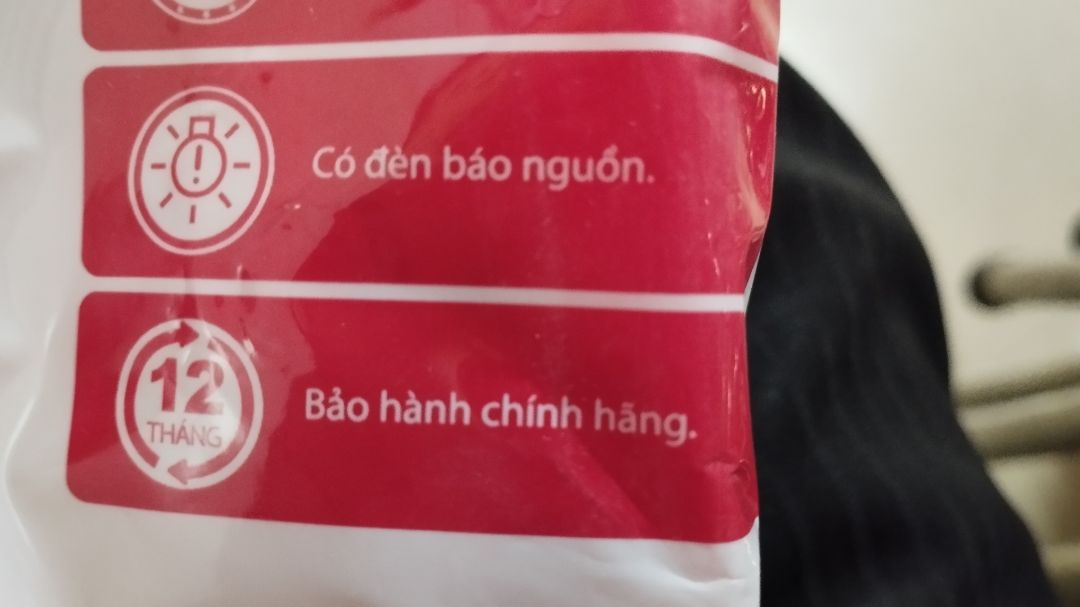 Có đèn báo nguồn.
12
THÁNG
Bảo hành chính hãng.